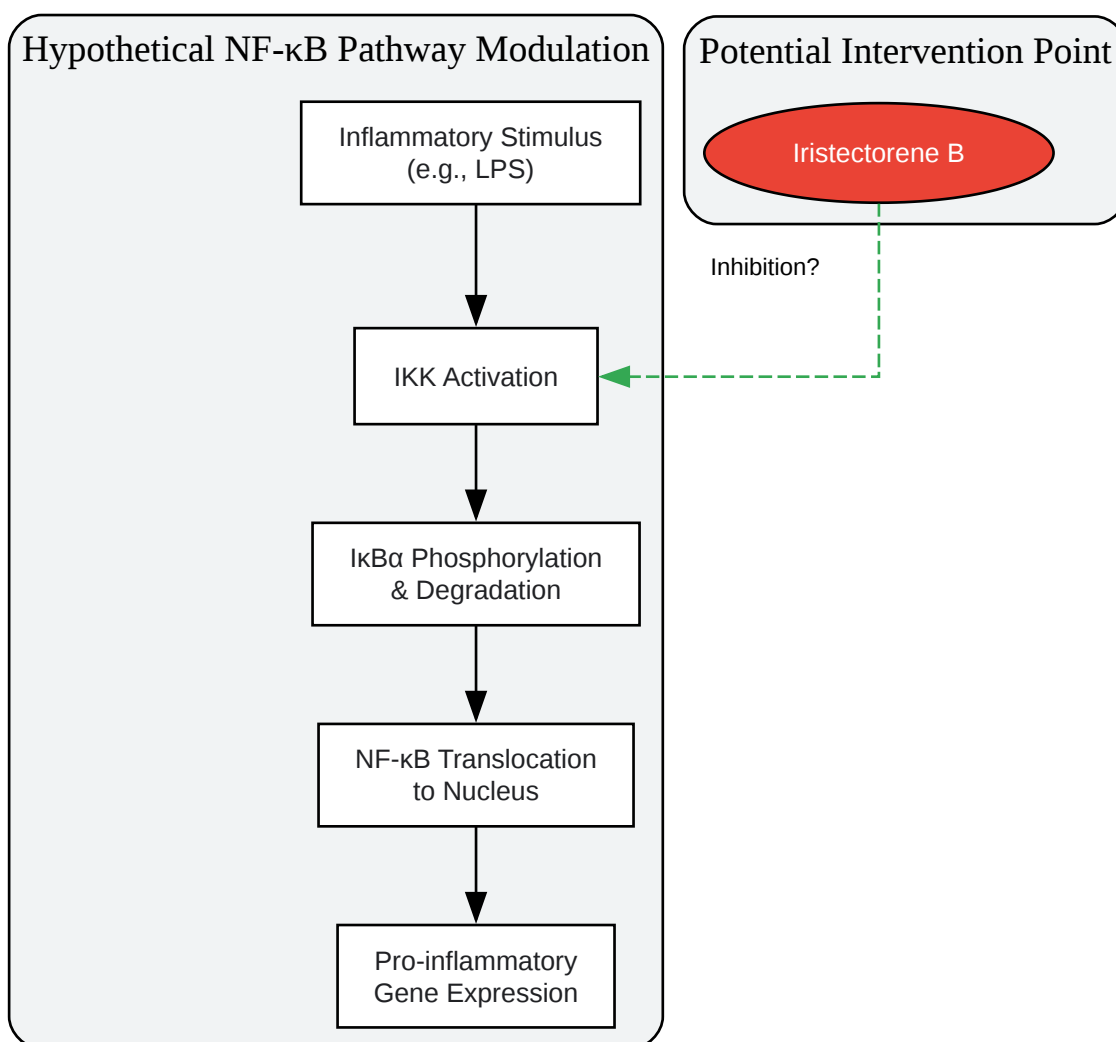 Hypothetical NF-κB Pathway Modulation
Inflammatory Stimulus
(e.g., LPS)
IKK Activation
IκBα Phosphorylation
& Degradation
NF-κB Translocation
to Nucleus
Pro-inflammatory
Gene Expression
Potential Intervention Point
Iristectorene B
Inhibition?